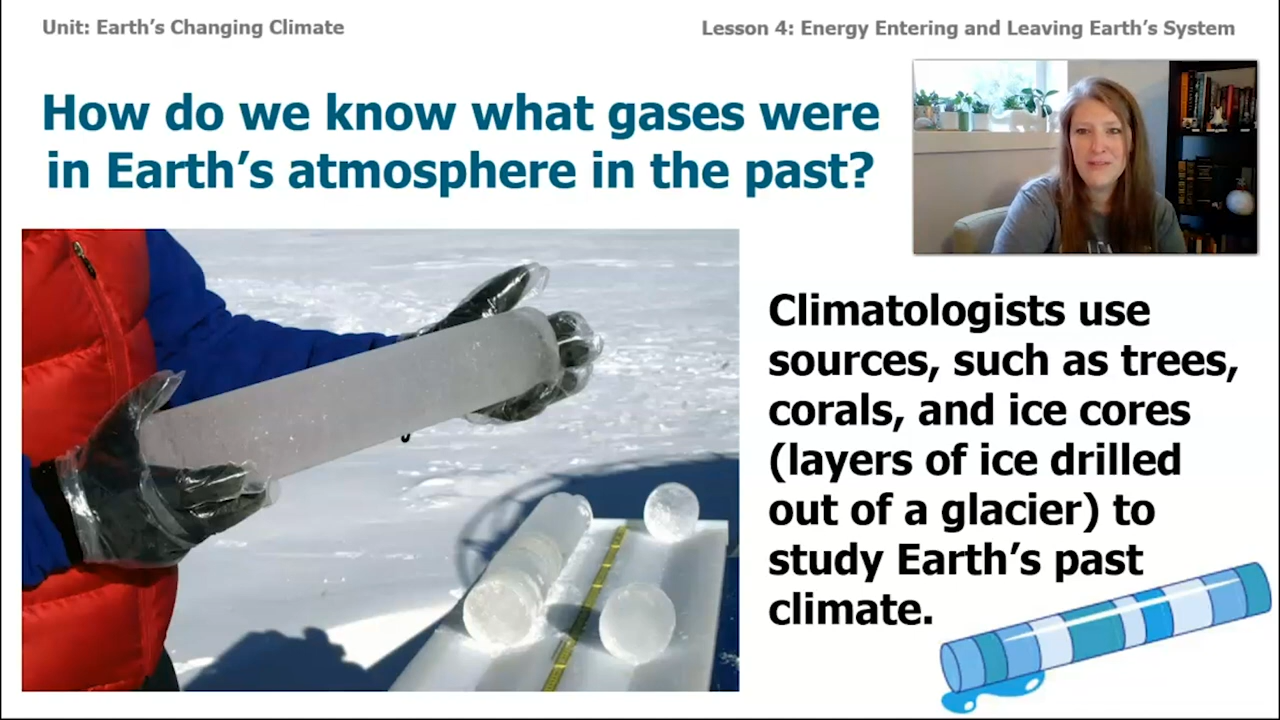 Unit: Earth's Changing Climate
Lesson 4: Energy Entering and Leaving Earth's System
How do we know what gases were
in Earth's atmosphere in the past?
Climatologists use
sources, such as trees,
corals, and ice cores
(layers of ice drilled
out of a glacier) to
study Earth's past
climate.